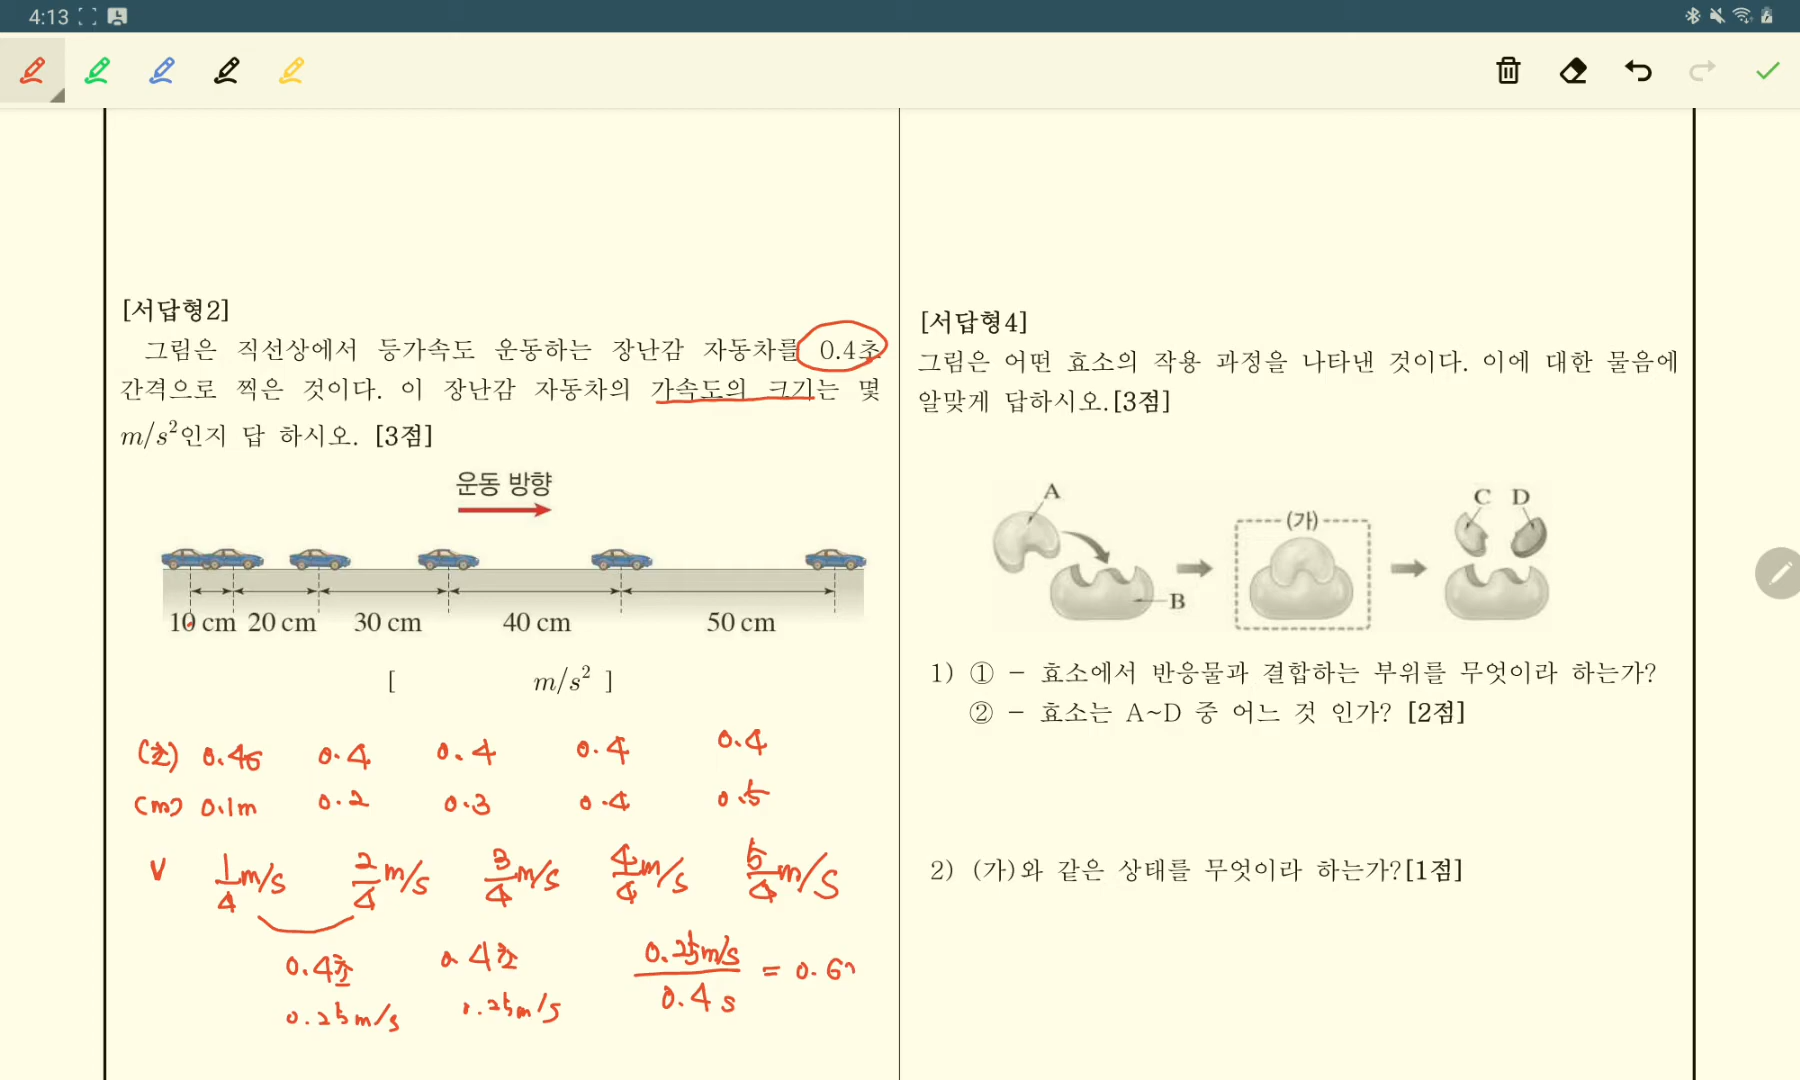 4:13
[서답형2]
그림은 직선상에서 등가속도 운동하는 장난감 자동차를 0.4초
간격으로 찍은 것이다. 이 장난감 자동차의 가속도의 크기는 몇
m/s²인지 답 하시오. [3점]
운동 방향
10 cm 20 cm 30 cm 40 cm 50 cm
[ m/s² ]
(초) 0.4 0.4 0.4 0.4 0.4
(m) 0.1m 0.2 0.3 0.4 0.5
V 1/4 m/s 2/4 m/s 3/4 m/s 4/4 m/s 5/4 m/s
0.4초 0.4초
0.25m/s 0.25m/s
0.25m/s / 0.4 s = 0.6
[서답형4]
그림은 어떤 효소의 작용 과정을 나타낸 것이다. 이에 대한 물음에
알맞게 답하시오.[3점]
A
B
(가)
C D
1) ① - 효소에서 반응물과 결합하는 부위를 무엇이라 하는가?
② - 효소는 A~D 중 어느 것 인가? [2점]
2) (가)와 같은 상태를 무엇이라 하는가?[1점]